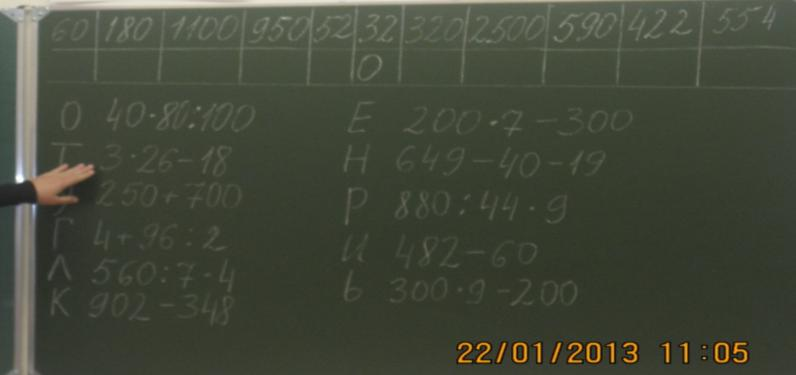 60 180 1100 950 52 32 320 2500 590 422 554
О
О 40·80:100
Т 3·26-18
250+700
Г 4+96:2
Л 560:7·4
К 902-348
Е 200·7-300
Н 649-40-19
Р 880:44·9
И 482-60
Ь 300·9-200
22/01/2013 11:05